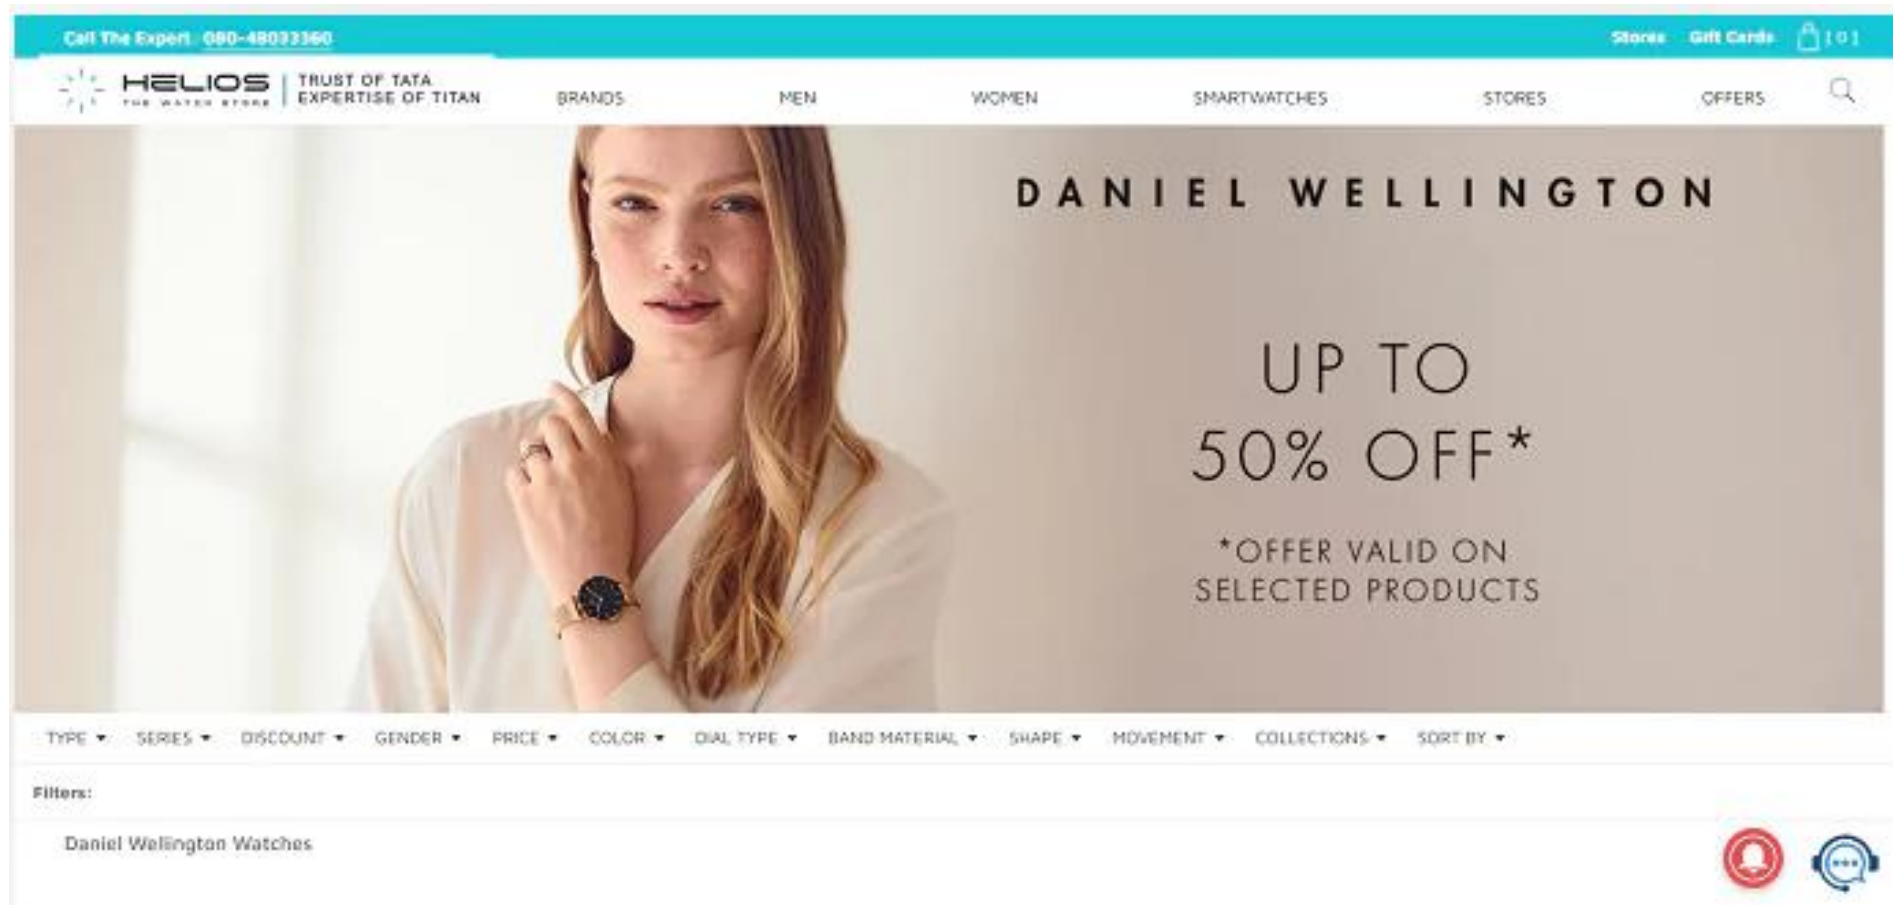 Call The Expert: 080-48033360
Stores Gift Cards [0]
HELIOS
THE WATCH STORE
TRUST OF TATA
EXPERTISE OF TITAN
BRANDS MEN WOMEN SMARTWATCHES STORES OFFERS
DANIEL WELLINGTON
UP TO
50% OFF*
*OFFER VALID ON
SELECTED PRODUCTS
TYPE SERIES DISCOUNT GENDER PRICE COLOR DIAL TYPE BAND MATERIAL SHAPE MOVEMENT COLLECTIONS SORT BY
Filters:
Daniel Wellington Watches